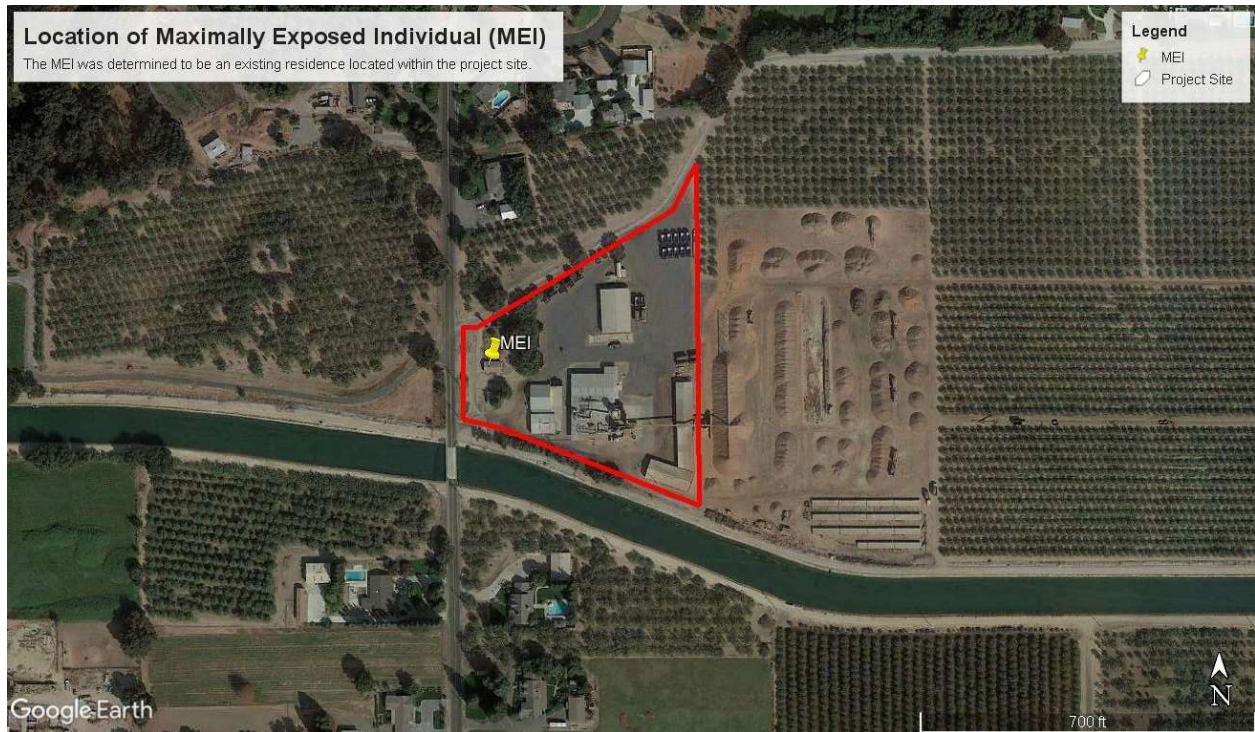 Location of Maximally Exposed Individual (MEI)
The MEI was determined to be an existing residence located within the project site.
Legend
MEI
Project Site
MEI
Google Earth
N
700 ft